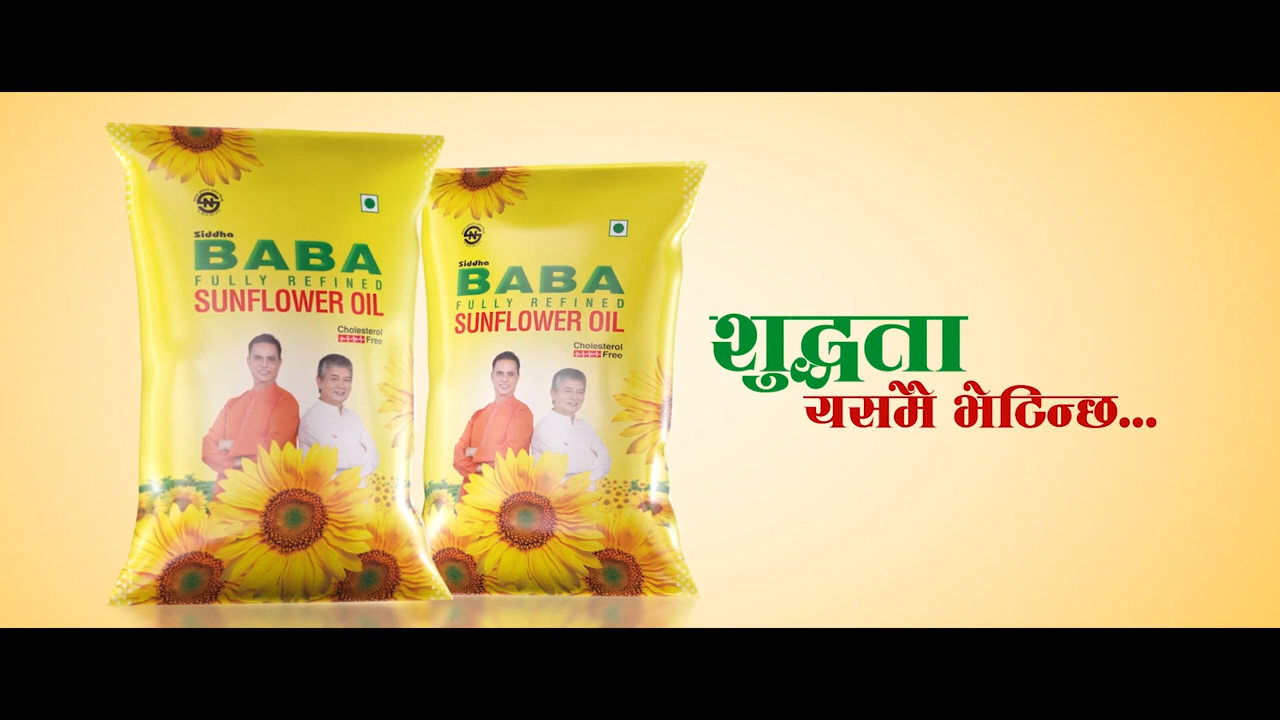 Siddha
BABA
FULLY REFINED
SUNFLOWER OIL
Cholesterol
Free
Siddha
BABA
FULLY REFINED
SUNFLOWER OIL
Cholesterol
Free
शुद्धता
यसमै भेटिन्छ...